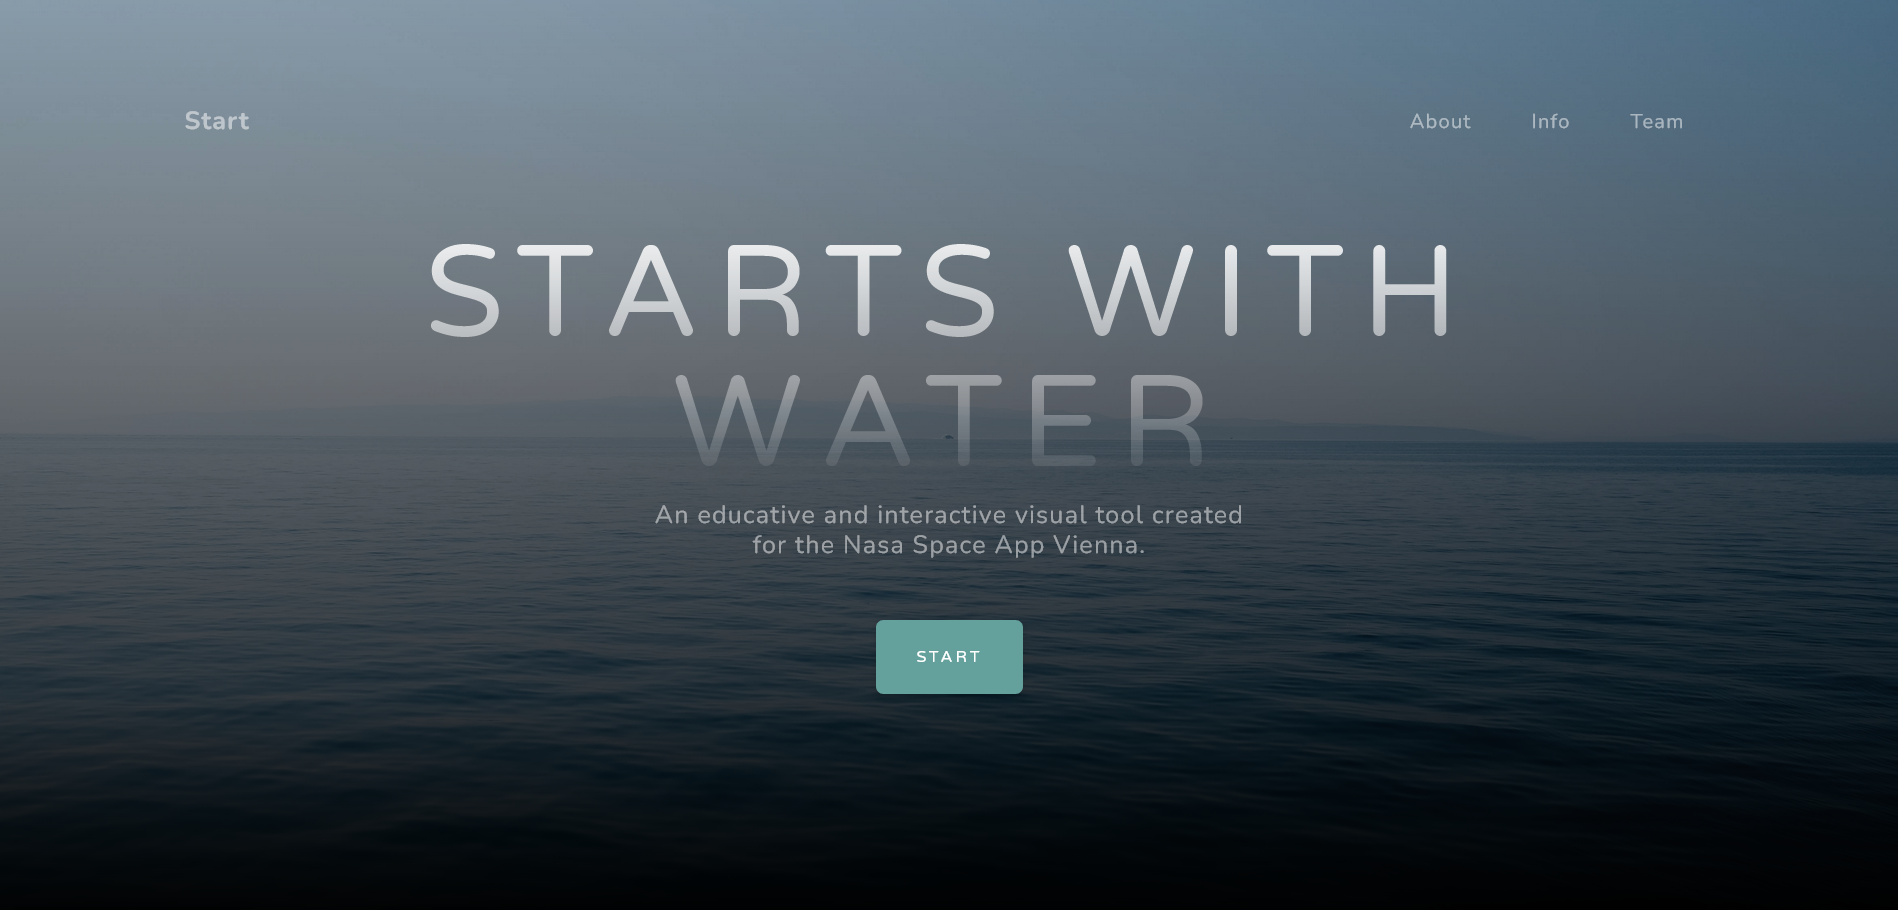 Start
About
Info
Team
STARTS WITH
WATER
An educative and interactive visual tool created
for the Nasa Space App Vienna.
START